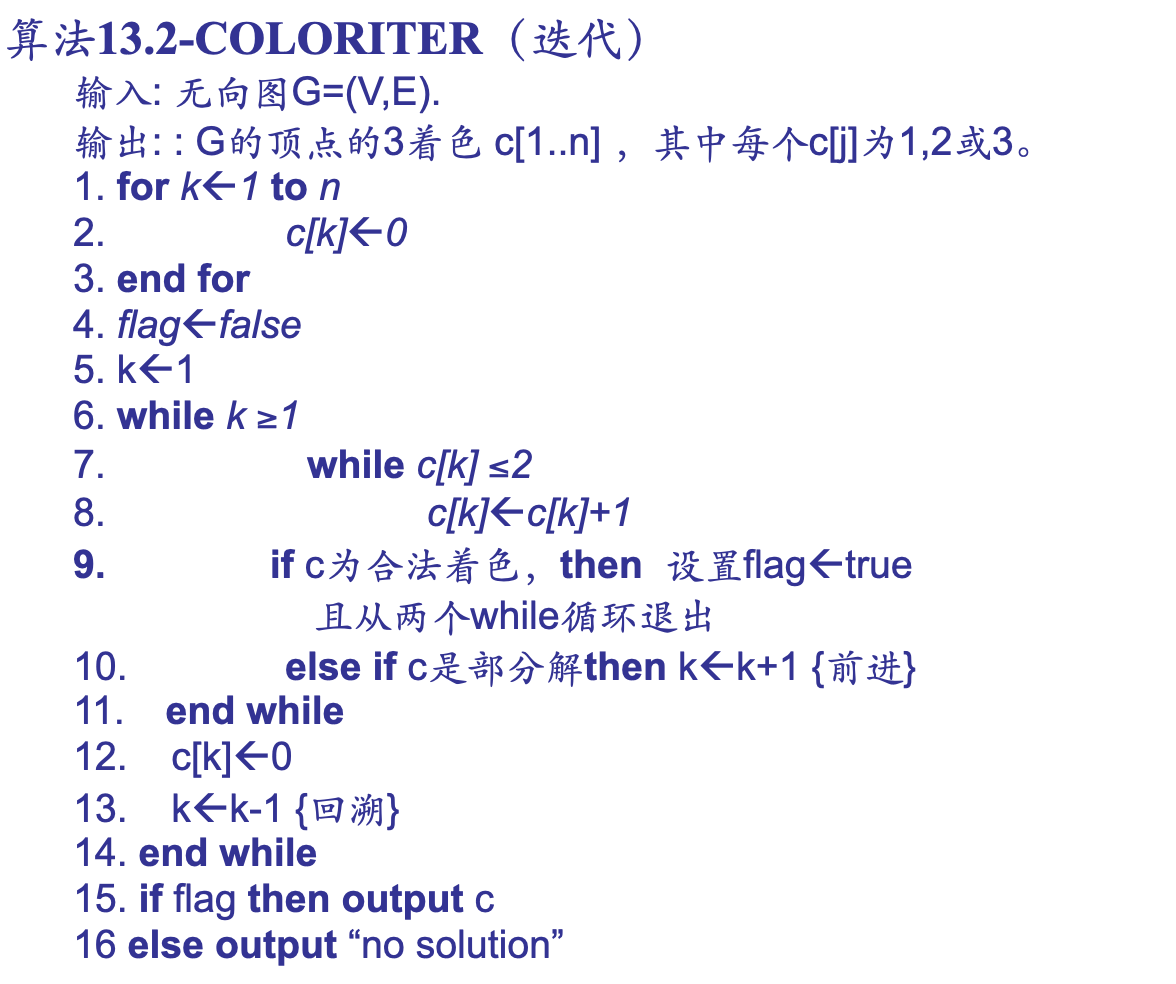 算法13.2-COLORITER（迭代）
输入: 无向图G=(V,E).
输出: : G的顶点的3着色 c[1..n] ，其中每个c[j]为1,2或3。
1. for k←1 to n
2. c[k]←0
3. end for
4. flag←false
5. k←1
6. while k ≥1
7. while c[k] ≤2
8. c[k]←c[k]+1
9. if c为合法着色，then 设置flag←true
且从两个while循环退出
10. else if c是部分解then k←k+1 {前进}
11. end while
12. c[k]←0
13. k←k-1 {回溯}
14. end while
15. if flag then output c
16 else output “no solution”